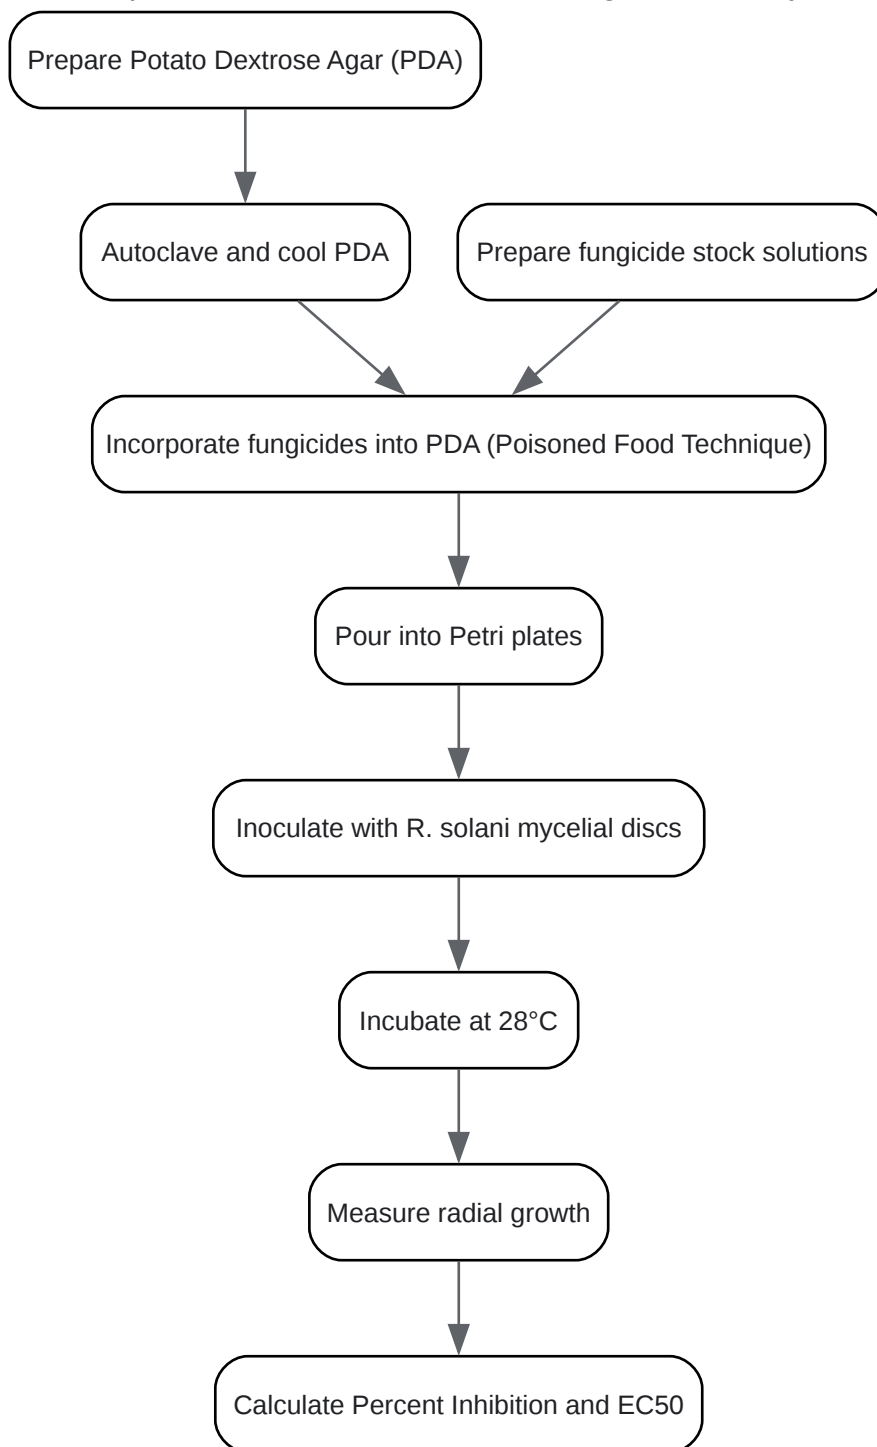 Prepare Potato Dextrose Agar (PDA)
Autoclave and cool PDA
Prepare fungicide stock solutions
Incorporate fungicides into PDA (Poisoned Food Technique)
Pour into Petri plates
Inoculate with R. solani mycelial discs
Incubate at 28°C
Measure radial growth
Calculate Percent Inhibition and EC50